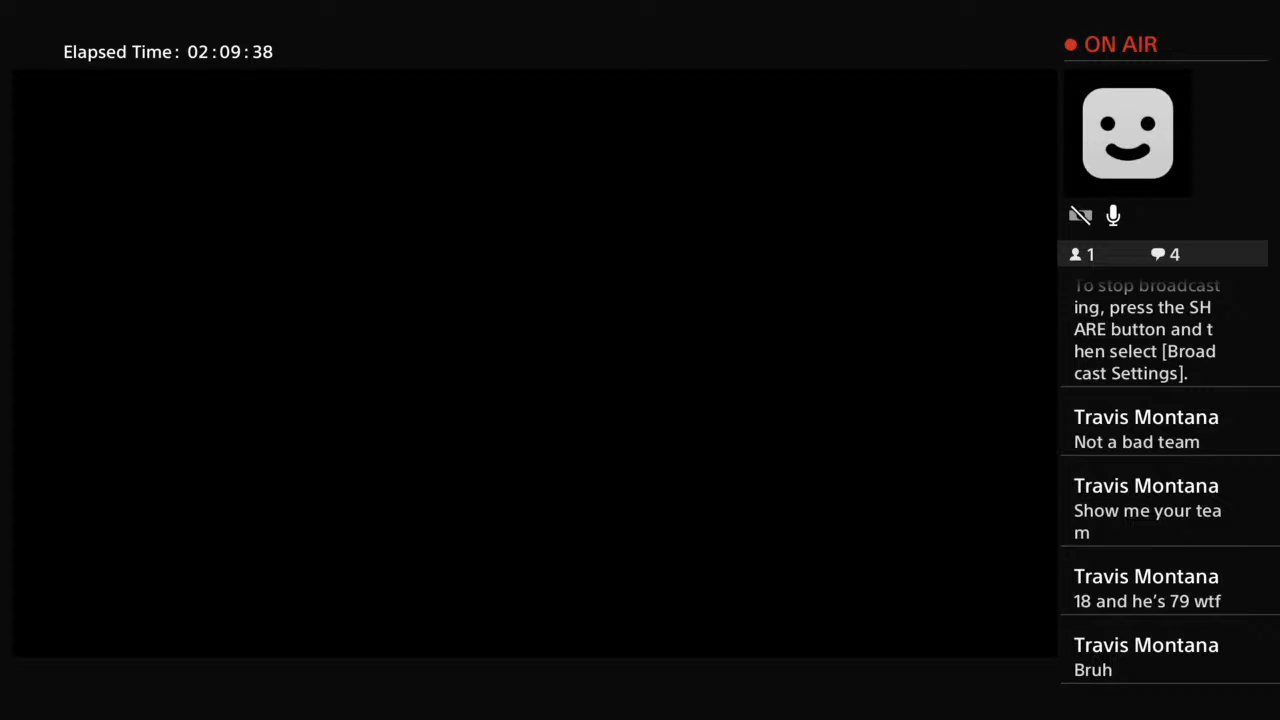 Elapsed Time: 02:09:38
ON AIR
1 4
To stop broadcast
ing, press the SH
ARE button and t
hen select [Broad
cast Settings].
Travis Montana
Not a bad team
Travis Montana
Show me your tea
m
Travis Montana
18 and he's 79 wtf
Travis Montana
Bruh